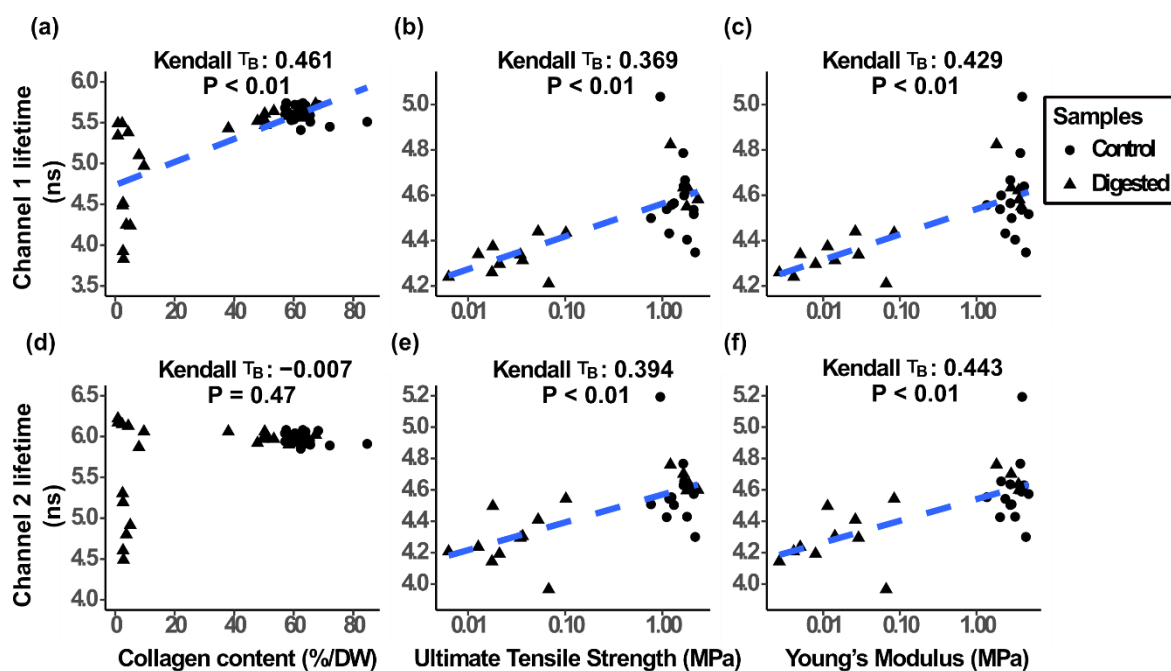 (a)
Kendall τB: 0.461
P < 0.01
Channel 1 lifetime
(ns)
6.0
5.5
5.0
4.5
4.0
3.5
0
20
40
60
80
(b)
Kendall τB: 0.369
P < 0.01
5.0
4.8
4.6
4.4
4.2
0.01
0.10
1.00
(c)
Kendall τB: 0.429
P < 0.01
5.0
4.8
4.6
4.4
4.2
0.01
0.10
1.00
Samples
Control
Digested
(d)
Kendall τB: −0.007
P = 0.47
Channel 2 lifetime
(ns)
6.5
6.0
5.5
5.0
4.5
4.0
0
20
40
60
80
Collagen content (%/DW)
(e)
Kendall τB: 0.394
P < 0.01
5.2
5.0
4.8
4.6
4.4
4.2
4.0
0.01
0.10
1.00
Ultimate Tensile Strength (MPa)
(f)
Kendall τB: 0.443
P < 0.01
5.2
5.0
4.8
4.6
4.4
4.2
4.0
0.01
0.10
1.00
Young's Modulus (MPa)